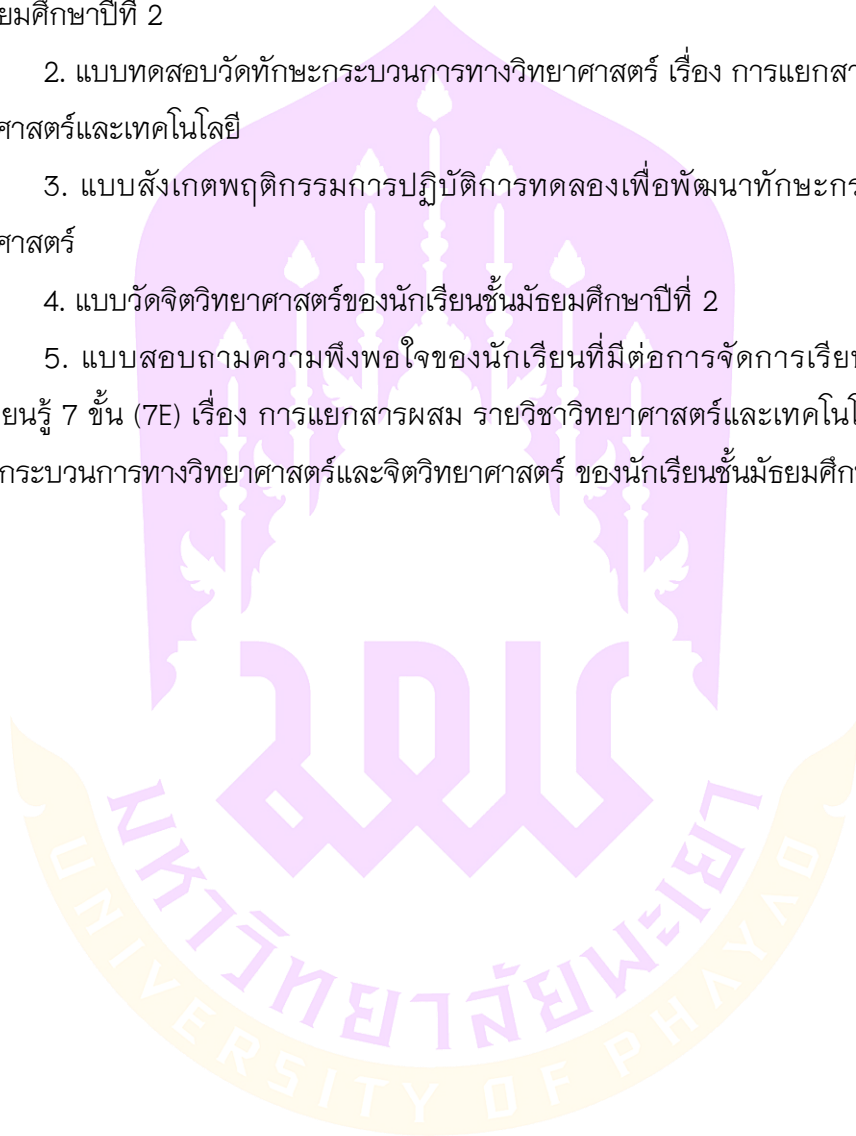 ยมศึกษาปีที่ 2
2. แบบทดสอบวัดทักษะกระบวนการทางวิทยาศาสตร์ เรื่อง การแยกสา
ศาสตร์และเทคโนโลยี
3. แบบสังเกตพฤติกรรมการปฏิบัติการทดลองเพื่อพัฒนาทักษะกร
ศาสตร์
4. แบบวัดจิตวิทยาศาสตร์ของนักเรียนชั้นมัธยมศึกษาปีที่ 2
5. แบบสอบถามความพึงพอใจของนักเรียนที่มีต่อการจัดการเรียน
ยนรู้ 7 ขั้น (7E) เรื่อง การแยกสารผสม รายวิชาวิทยาศาสตร์และเทคโนโ
กระบวนการทางวิทยาศาสตร์และจิตวิทยาศาสตร์ ของนักเรียนชั้นมัธยมศึก
มหาวิทยาลัยพะเยา
UNIVERSITY OF PHAYAO